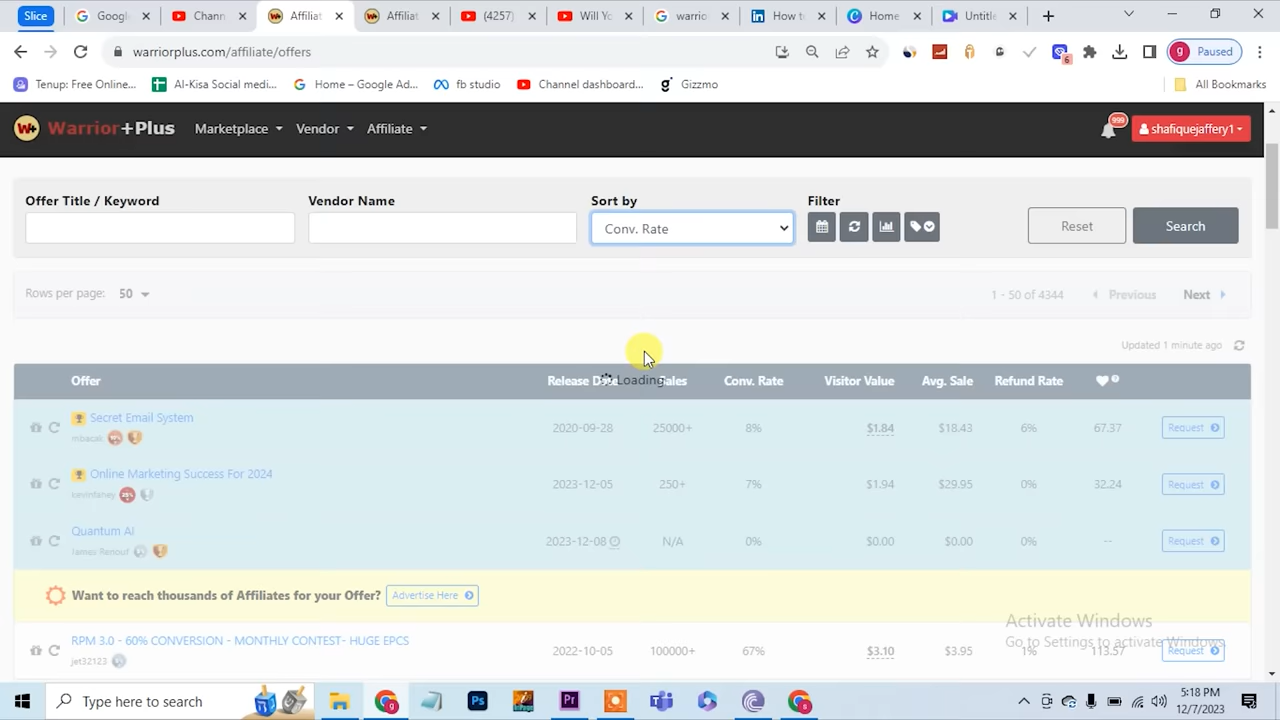 Slice
Googl
Chann
Affiliat
Affiliat
(4257)
Will Yo
warrio
How t
Home
Untitle
warriorplus.com/affiliate/offers
6
g
Paused
Tenup: Free Online...
Al-Kisa Social medi...
Home – Google Ad...
fb studio
Channel dashboard...
Gizzmo
All Bookmarks
W+ Warrior+Plus
Marketplace
Vendor
Affiliate
999
shafiquejaffery1
Offer Title / Keyword
Vendor Name
Sort by
Filter
Conv. Rate
Reset
Search
Rows per page: 50
1 - 50 of 4344
Previous
Next
Updated 1 minute ago
Offer Release Sales Conv. Rate Visitor Value Avg. Sale Refund Rate
Loading
Secret Email System
2020-09-28 25000+ 8% $1.84 $18.43 6% 67.37 Request
Online Marketing Success For 2024
kevinfahey
2023-12-05 250+ 7% $1.94 $29.95 0% 32.24 Request
Quantum AI
James Renouf
2023-12-08 N/A 0% $0.00 $0.00 0% -- Request
Want to reach thousands of Affiliates for your Offer? Advertise Here
RPM 3.0 - 60% CONVERSION - MONTHLY CONTEST- HUGE EPCS
jet32123
2022-10-05 100000+ 67% $3.10 $3.95 1% 113.57 Request
Activate Windows
Go to Settings to activate Windows.
Type here to search
Ps
Pr
5:18 PM
12/7/2023